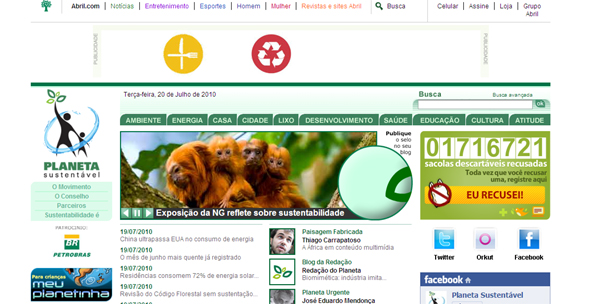 Abril.com Notícias Entretenimento Esportes Homem Mulher Revistas e sites Abril Busca Celular Assine Loja Grupo Abril
PUBLICIDADE
PUBLICIDADE
Terça-feira, 20 de Julho de 2010
Busca Busca avançada
ok
AMBIENTE ENERGIA CASA CIDADE LIXO DESENVOLVIMENTO SAÚDE EDUCAÇÃO CULTURA ATITUDE
PLANETA
sustentável
O Movimento
O Conselho
Parceiros
Sustentabilidade é
PATROCÍNIO:
BR
PETROBRAS
Para crianças
meu
planetinha
Publique
o selo
no seu
blog
Exposição da NG reflete sobre sustentabilidade
01716721
sacolas descartáveis recusadas
Toda vez que você recusar
uma, registre aqui
EU RECUSEI!
Twitter Orkut Facebook
facebook
Planeta Sustentável
19/07/2010
China ultrapassa EUA no consumo de energia
19/07/2010
O mês de junho mais quente já registrado
19/07/2010
Residências consomem 72% de energia solar...
19/07/2010
Revisão do Código Florestal sem sustentação...
Paisagem Fabricada
Thiago Carrapatoso
A África em conteúdo multimídia
Blog da Redação
Redação do Planeta
Biomimética: indústria imita...
Planeta Urgente
José Eduardo Mendonça